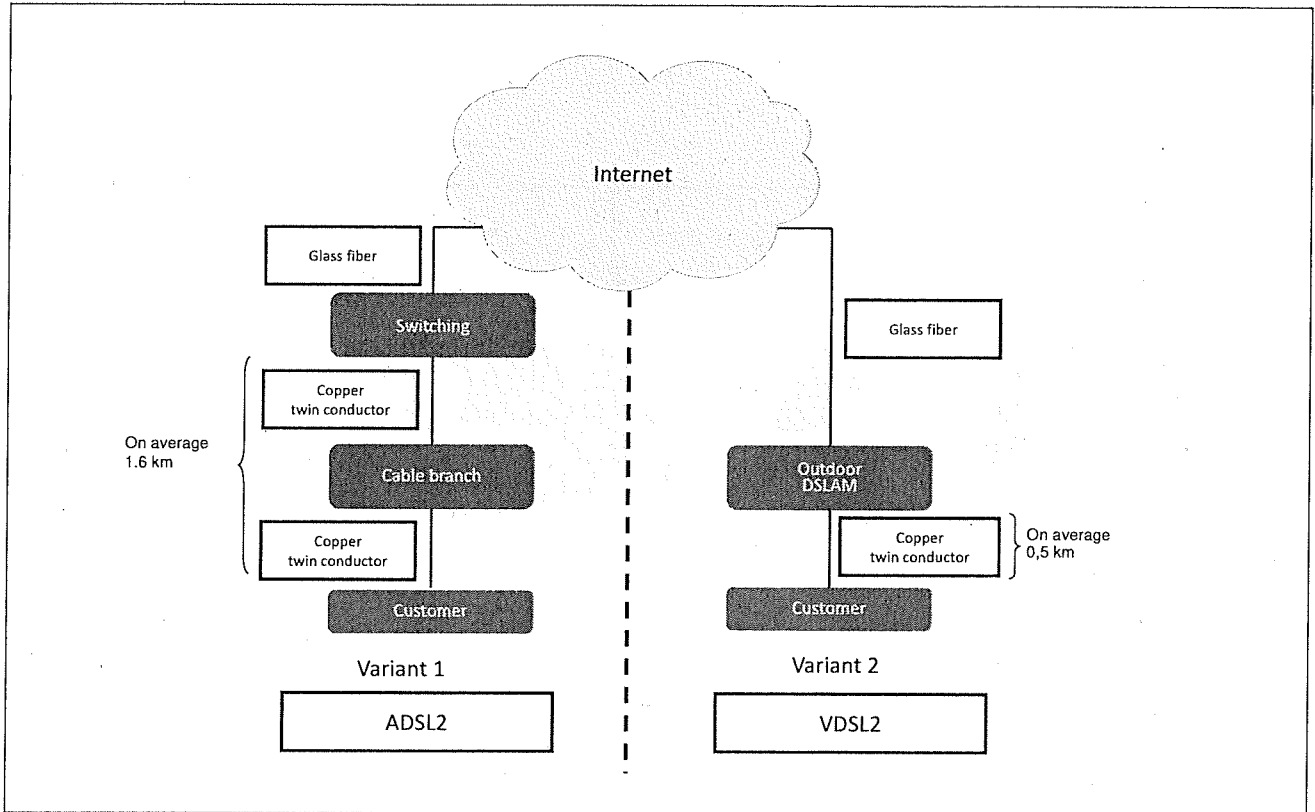 Internet
Glass fiber
Switching
Copper
twin conductor
On average
1.6 km
Cable branch
Copper
twin conductor
Customer
Variant 1
ADSL2
Glass fiber
Outdoor
DSLAM
Copper
twin conductor
On average
0,5 km
Customer
Variant 2
VDSL2